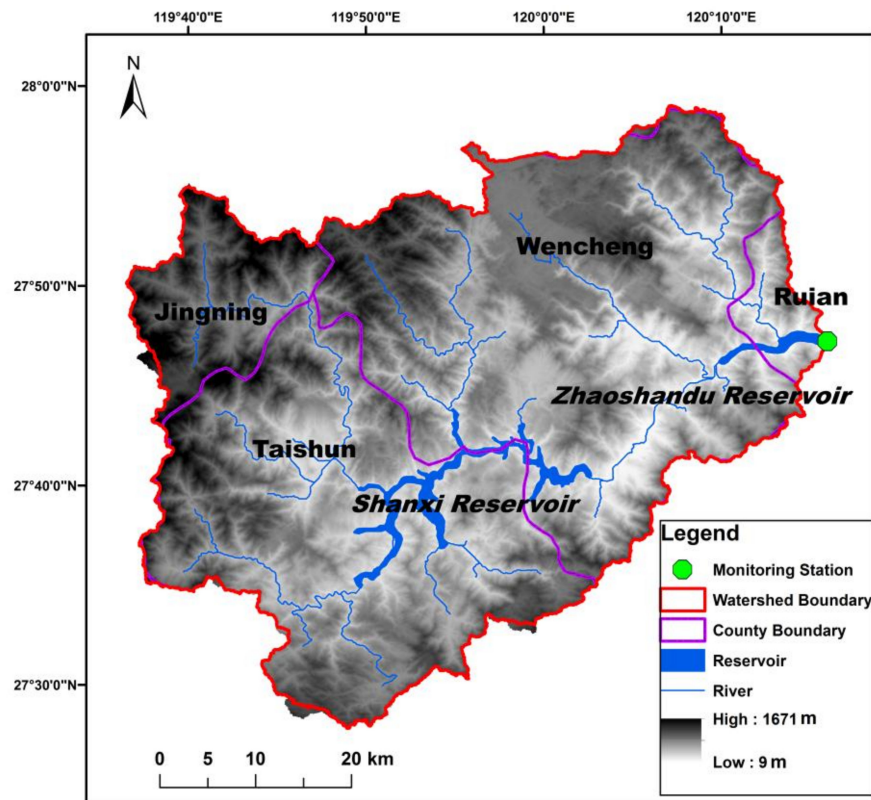 119°40'0"E 119°50'0"E 120°0'0"E 120°10'0"E
N
28°0'0"N
27°50'0"N
27°40'0"N
27°30'0"N
Wencheng
Ruian
Jingning
Zhaoshandu Reservoir
Taishun
Shanxi Reservoir
Legend
Monitoring Station
Watershed Boundary
County Boundary
Reservoir
River
High : 1671 m
Low : 9 m
0 5 10 20 km